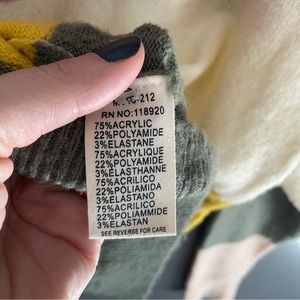 RN NO:118920
75%ACRYLIC
22%POLYAMIDE
3%ELASTANE
75%ACRYLIQUE
22%POLYAMIDE
3%ÉLASTHANNE
75%ACRILICO
22%POLIAMIDA
3%ELASTANO
75%ACRILICO
22%POLIAMMIDE
3%ELASTAN
SEE REVERSE FOR CARE